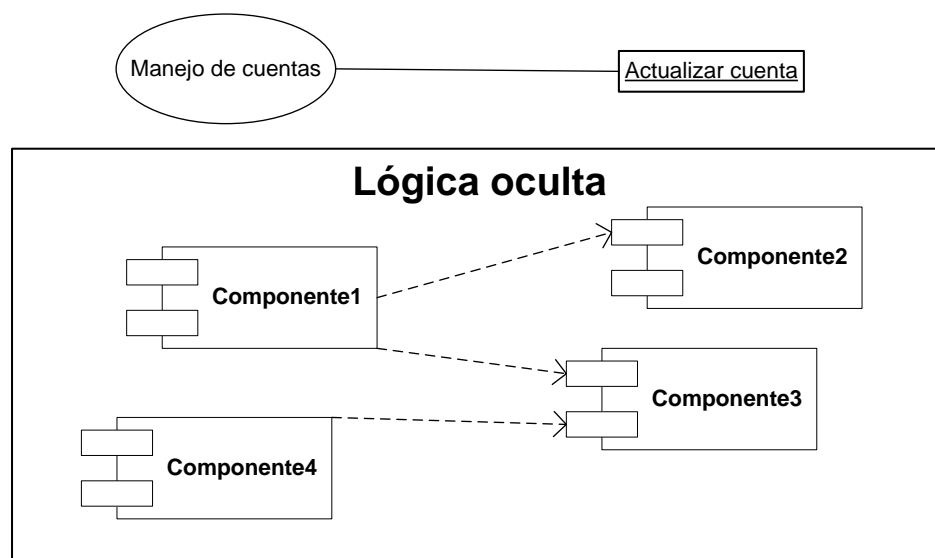 Manejo de cuentas
Actualizar cuenta
Lógica oculta
Componente2
Componente1
Componente3
Componente4